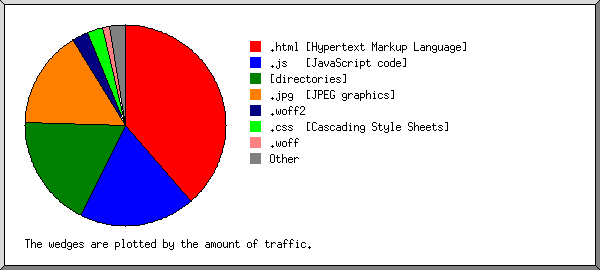 .html [Hypertext Markup Language]
.js [JavaScript code]
[directories]
.jpg [JPEG graphics]
.woff2
.css [Cascading Style Sheets]
.woff
Other
The wedges are plotted by the amount of traffic.